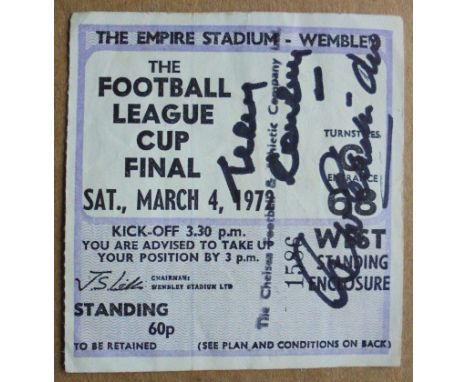 THE EMPIRE STADIUM - WEMBLEY
THE
FOOTBALL
LEAGUE
CUP
FINAL
SAT., MARCH 4, 1972
KICK-OFF 3.30 p.m.
YOU ARE ADVISED TO TAKE UP
YOUR POSITION BY 3 p.m.
CHAIRMAN:
WEMBLEY STADIUM LTD
STANDING
60p
TO BE RETAINED
(SEE PLAN AND CONDITIONS ON BACK)
TURNSTILES
ENTRANCE
68
WEST
STANDING
ENCLOSURE
1586
The Chelsea Football & Athletic Company Ltd